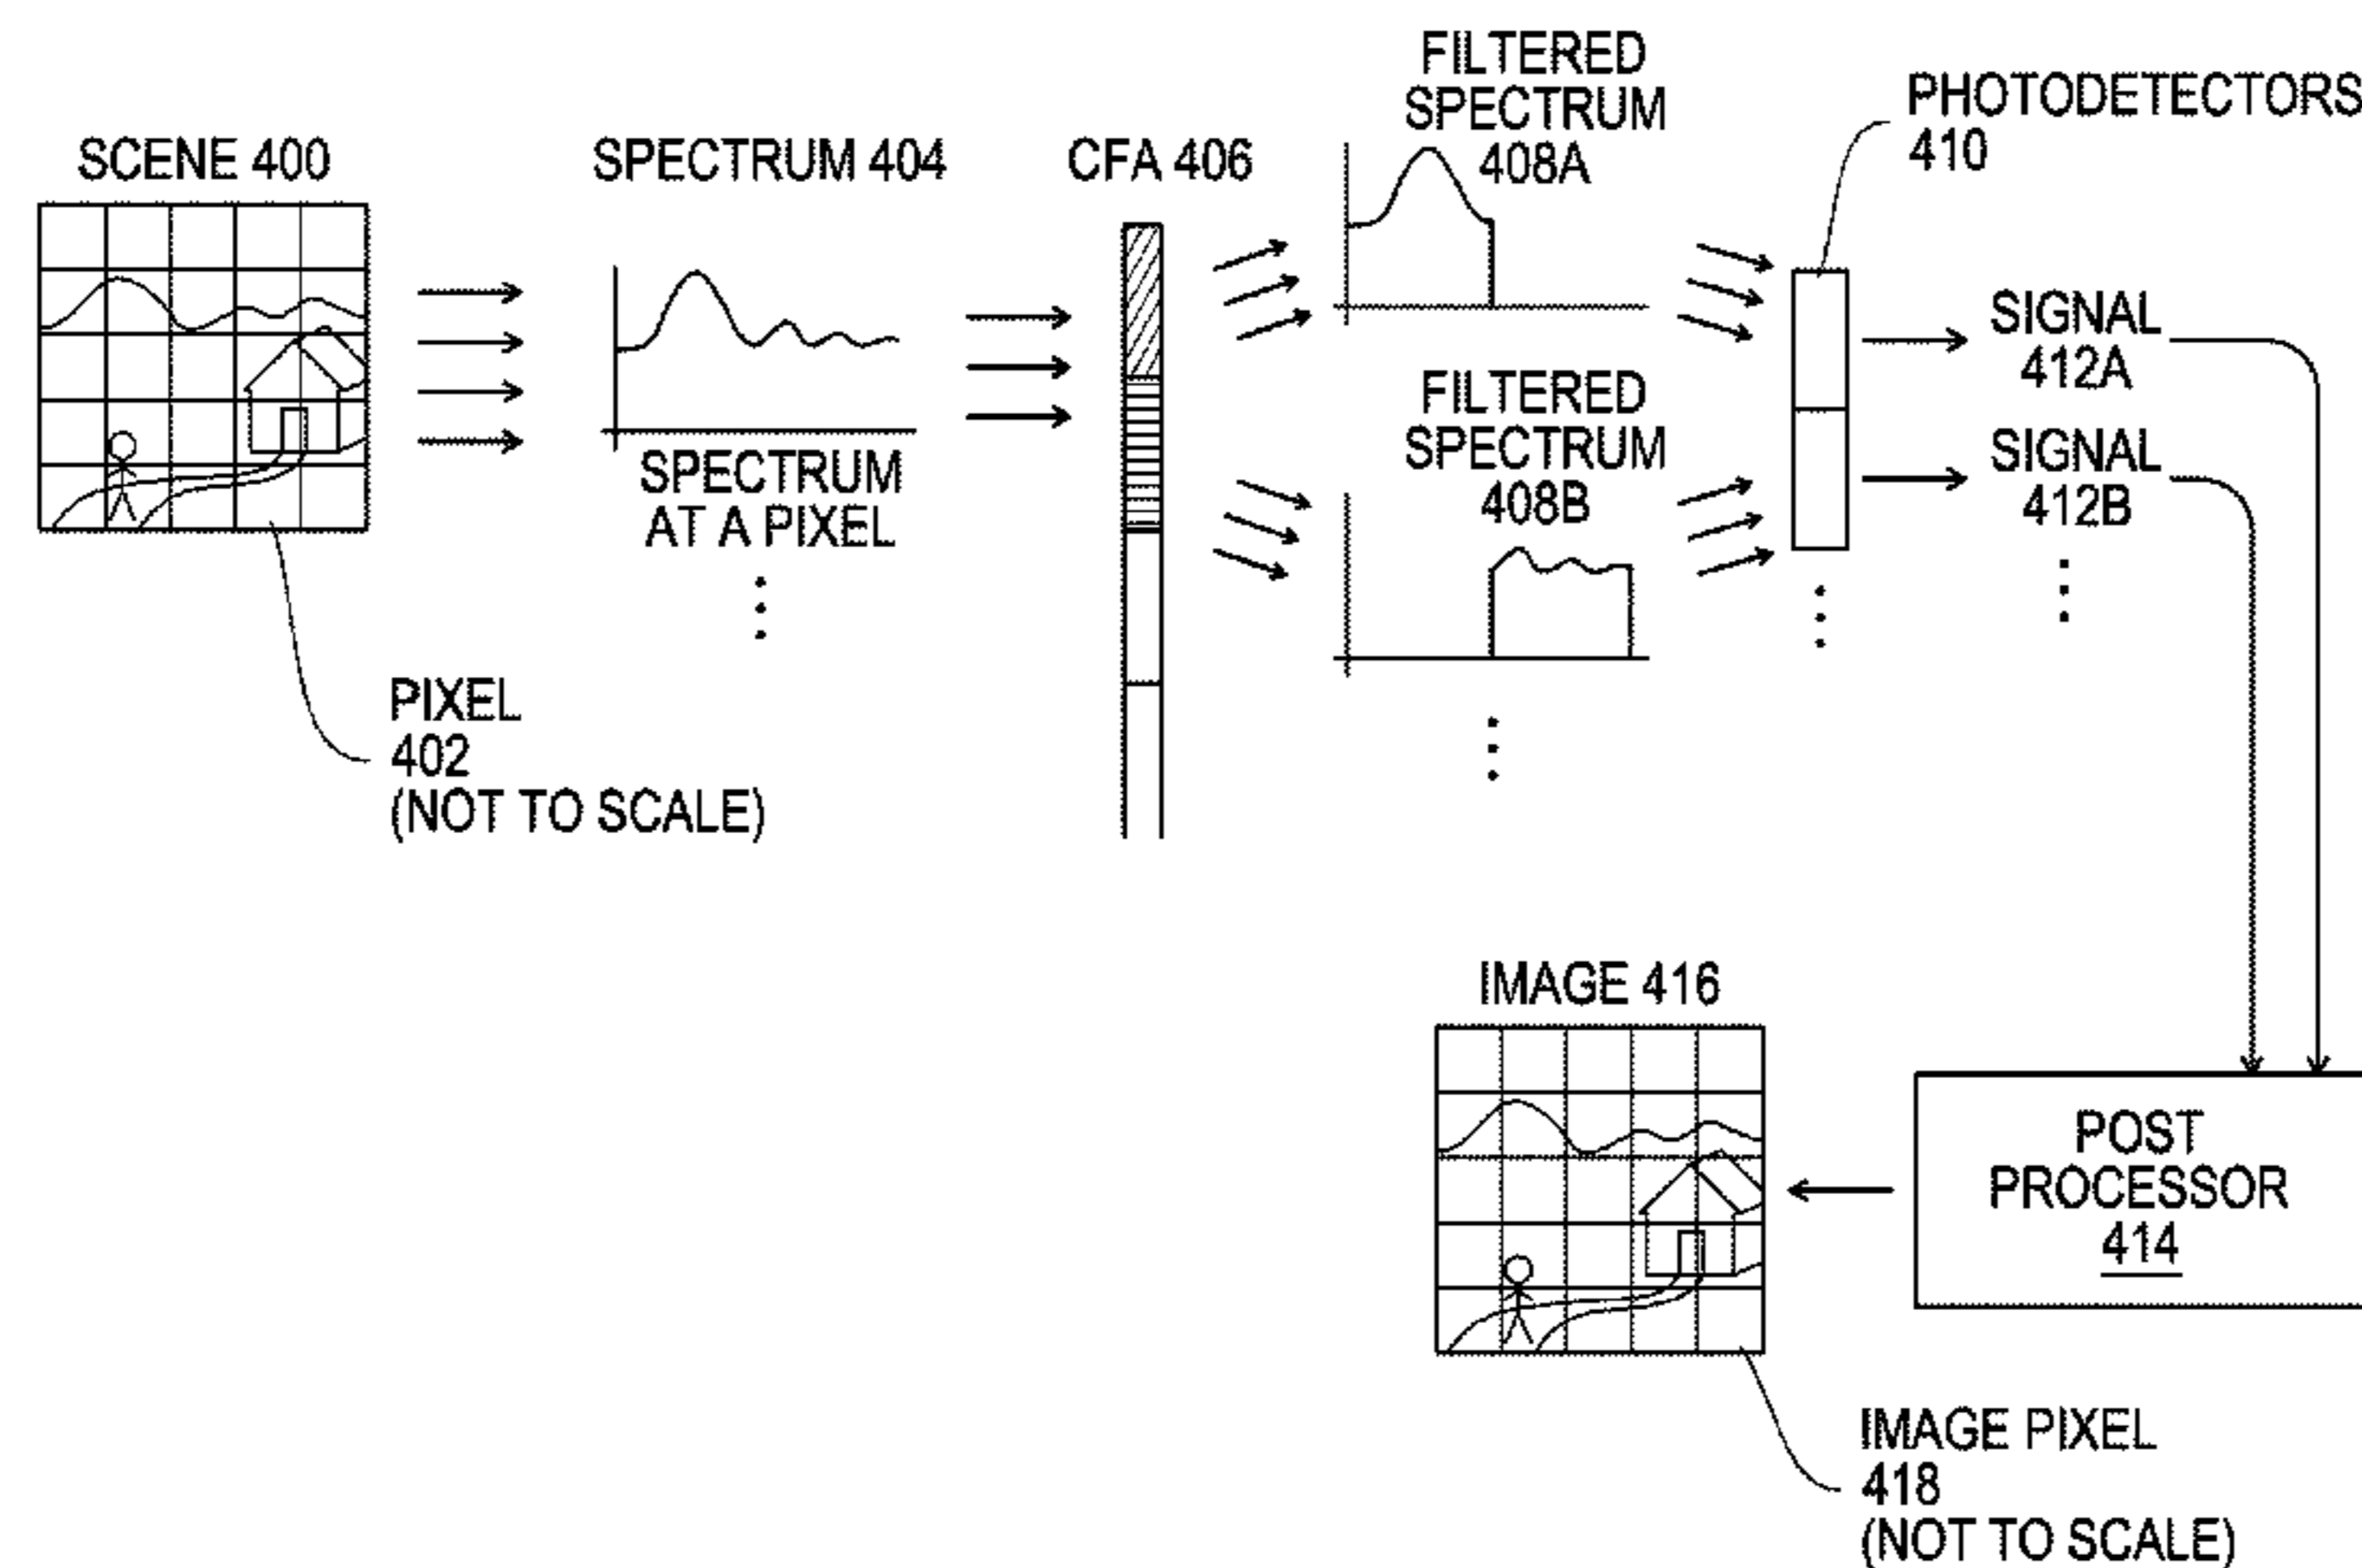 SCENE 400
SPECTRUM 404
CFA 406
FILTERED
SPECTRUM
408A
PHOTODETECTORS
410
SPECTRUM
AT A PIXEL
FILTERED
SPECTRUM
408B
SIGNAL
412A
SIGNAL
412B
PIXEL
402
(NOT TO SCALE)
IMAGE 416
POST
PROCESSOR
414
IMAGE PIXEL
418
(NOT TO SCALE)